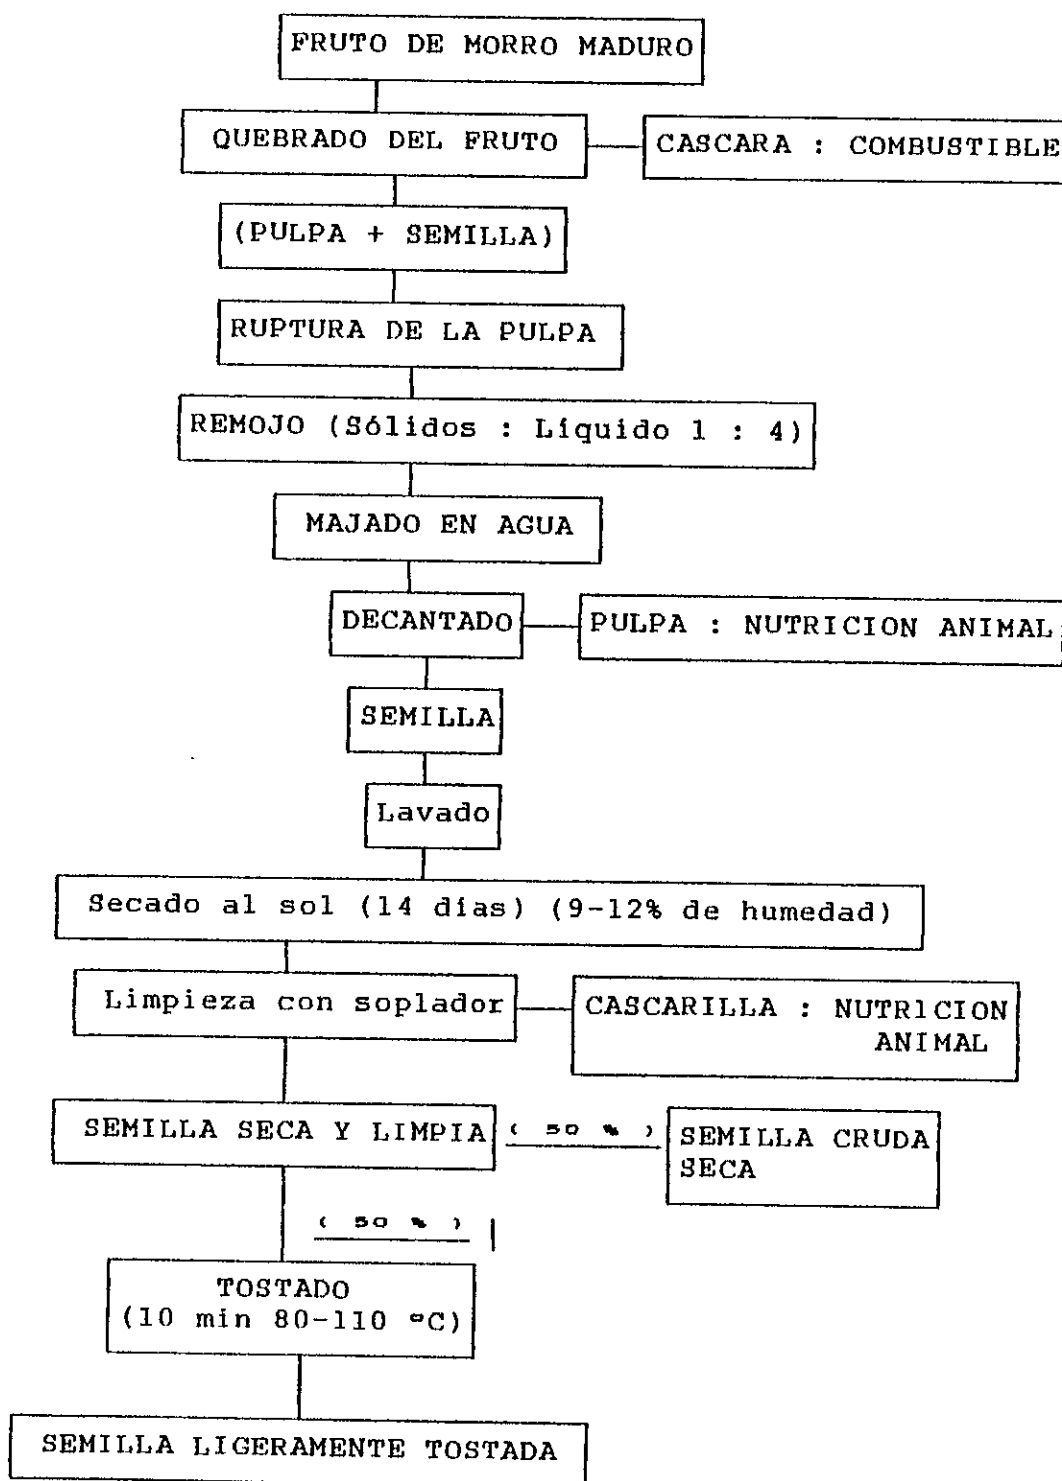 FRUTO DE MORRO MADURO
QUEBRADO DEL FRUTO
CASCARA : COMBUSTIBLE
(PULPA + SEMILLA)
RUPTURA DE LA PULPA
REMOJO (Sólidos : Líquido 1 : 4)
MAJADO EN AGUA
DECANTADO
PULPA : NUTRICION ANIMAL
SEMILLA
Lavado
Secado al sol (14 días) (9-12% de humedad)
Limpieza con soplador
CASCARILLA : NUTRICION
ANIMAL
SEMILLA SECA Y LIMPIA
( 50 % )
SEMILLA CRUDA
SECA
( 50 % )
TOSTADO
(10 min 80-110 ºC)
SEMILLA LIGERAMENTE TOSTADA